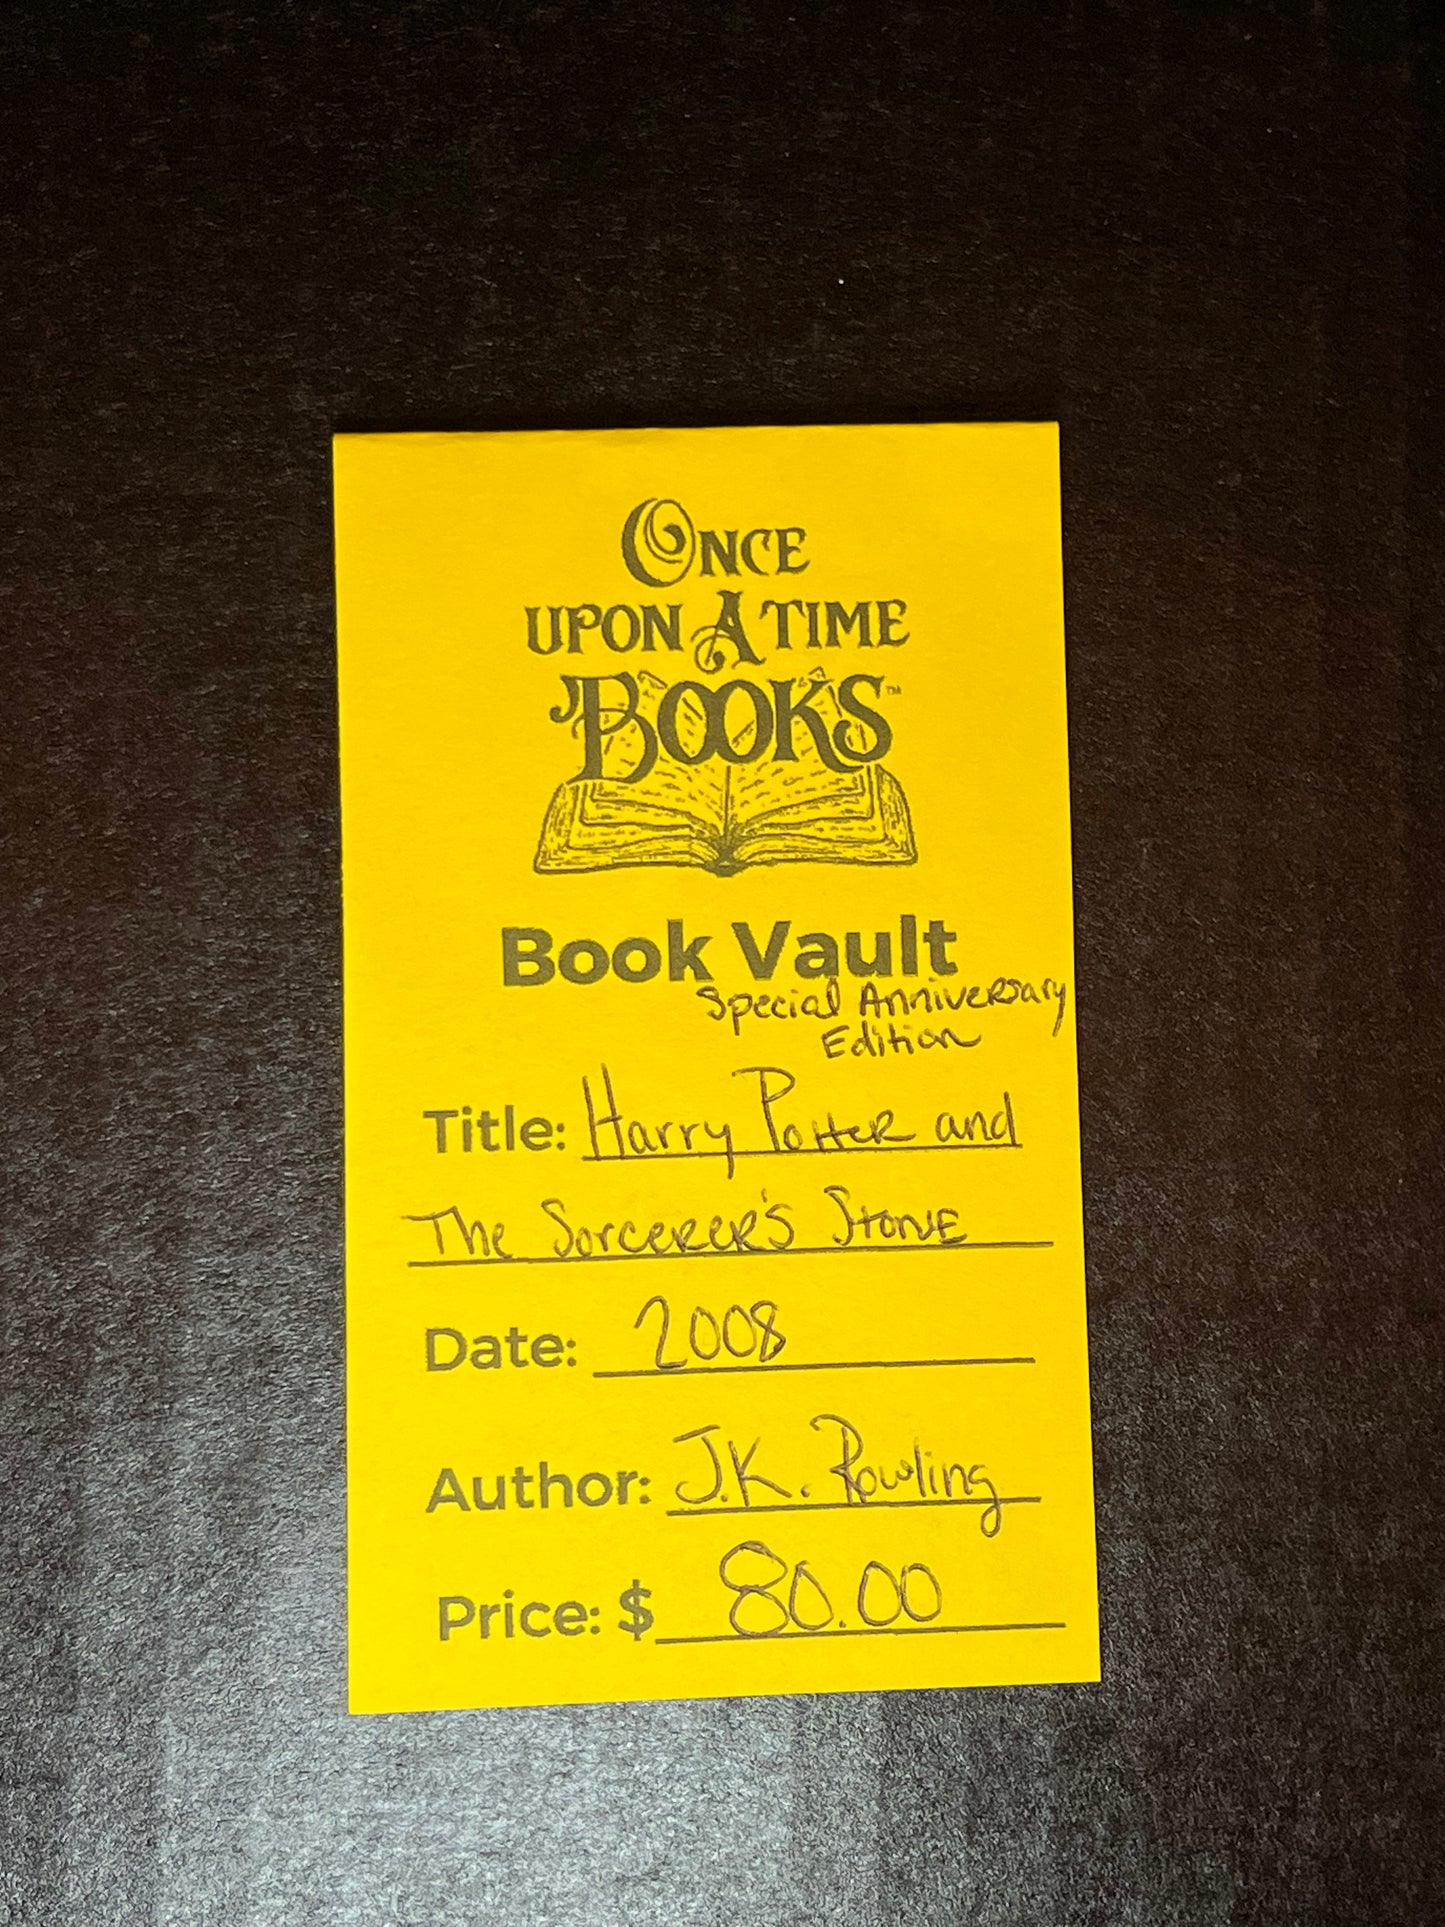 ONCE
UPON A TIME
BOOKS™
Book Vault
Special Anniversary
Edition
Title: Harry Potter and
The Sorcerer's Stone
Date: 2008
Author: J.K. Rowling
Price: $ 80.00